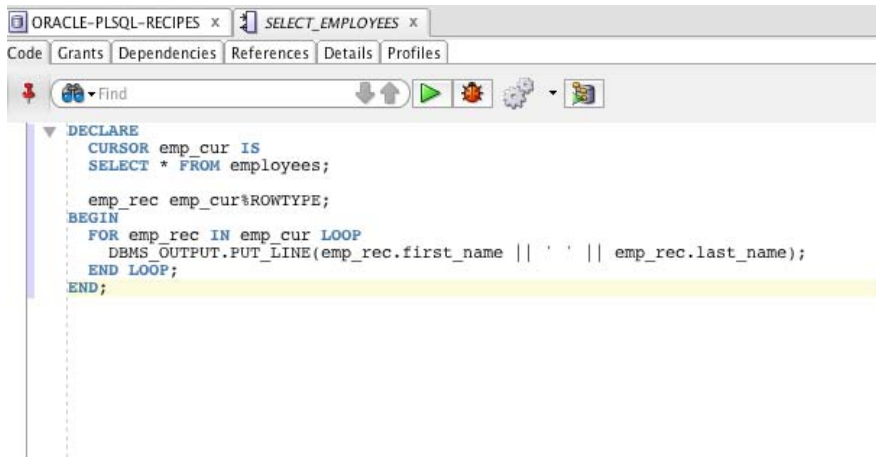 ORACLE-PLSQL-RECIPES x SELECT_EMPLOYEES x
Code Grants Dependencies References Details Profiles
Find
DECLARE
CURSOR emp_cur IS
SELECT * FROM employees;
emp_rec emp_cur%ROWTYPE;
BEGIN
FOR emp_rec IN emp_cur LOOP
DBMS_OUTPUT.PUT_LINE(emp_rec.first_name || ' ' || emp_rec.last_name);
END LOOP;
END;